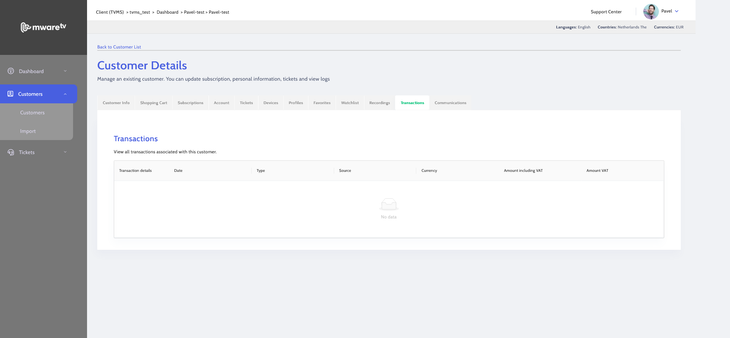 mwaretv
Client (TVMS) > tvms_test > Dashboard > Pavel-test > Pavel-test
Support Center
Pavel
Languages: English Countries: Netherlands The Currencies: EUR
Dashboard
Customers
Customers
Import
Tickets
Back to Customer List
Customer Details
Manage an existing customer. You can update subscription, personal information, tickets and view logs
Customer Info Shopping Cart Subscriptions Account Tickets Devices Profiles Favorites Watchlist Recordings Transactions Communications
Transactions
View all transactions associated with this customer.
Transaction details Date Type Source Currency Amount including VAT Amount VAT
No data